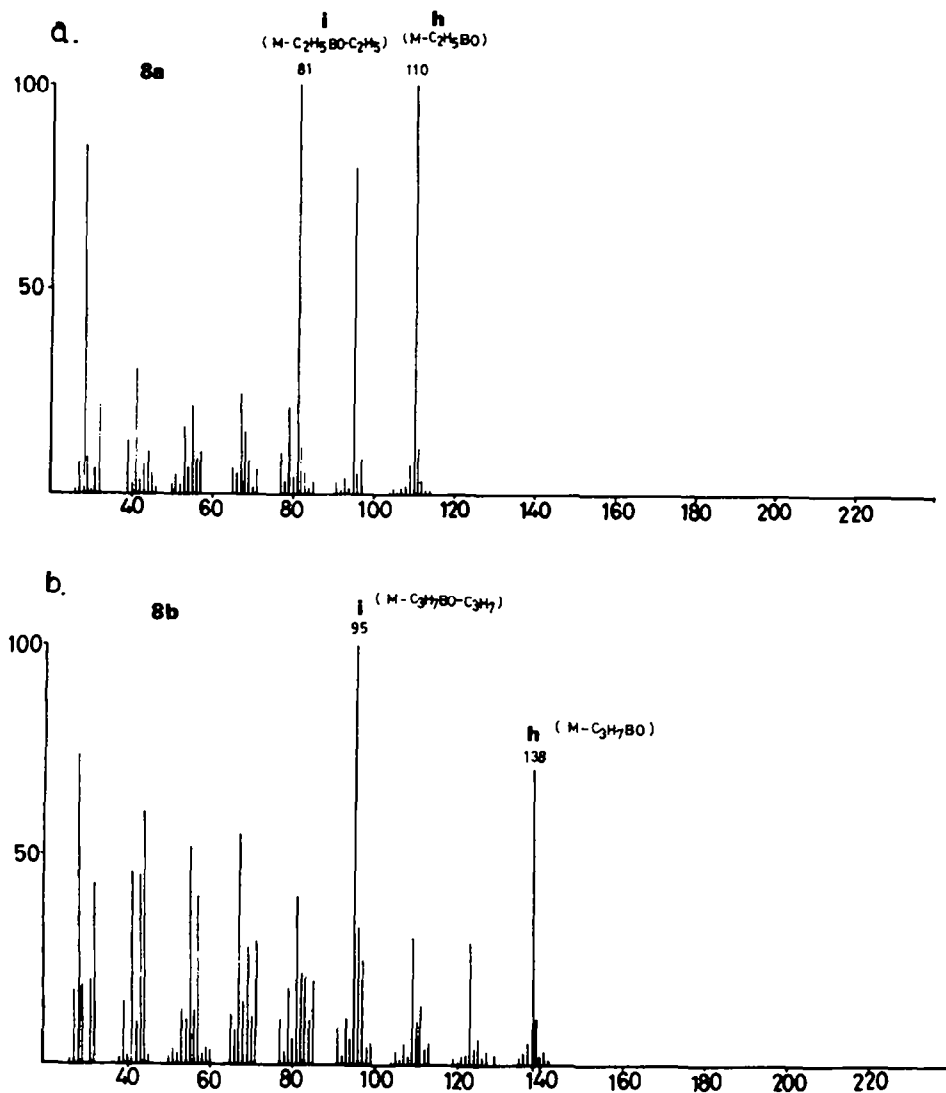 a.
i
h
( M-C2H5BO-C2H5) (M-C2H5BO)
8a
81
110
100
50
40 60 80 100 120 140 160 180 200 220
b.
8b
i ( M-C3H7BO-C3H7)
95
100
h ( M-C3H7BO)
138
50
40 60 80 100 120 140 160 180 200 220